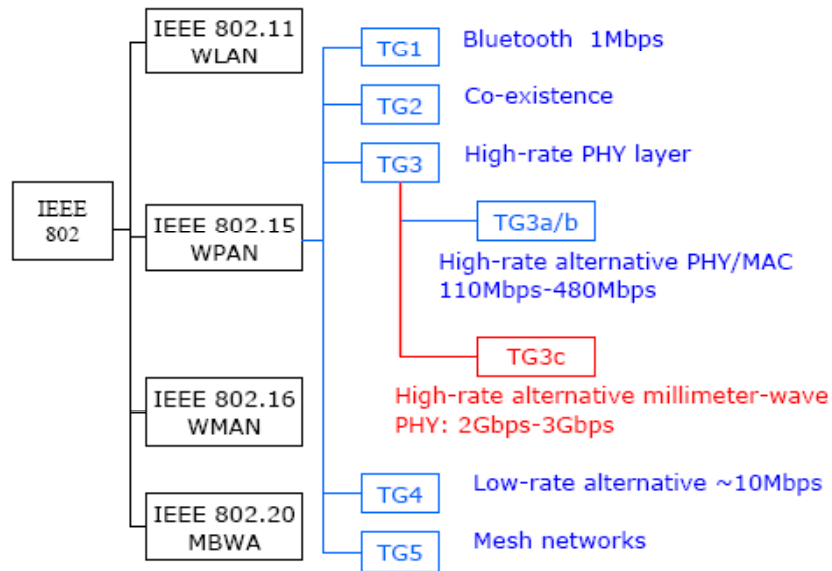 IEEE 802.11
WLAN
TG1
Bluetooth 1Mbps
TG2
Co-existence
TG3
High-rate PHY layer
IEEE
802
IEEE 802.15
WPAN
TG3a/b
High-rate alternative PHY/MAC
110Mbps-480Mbps
TG3c
High-rate alternative millimeter-wave
PHY: 2Gbps-3Gbps
IEEE 802.16
WMAN
TG4
Low-rate alternative ~10Mbps
IEEE 802.20
MBWA
TG5
Mesh networks